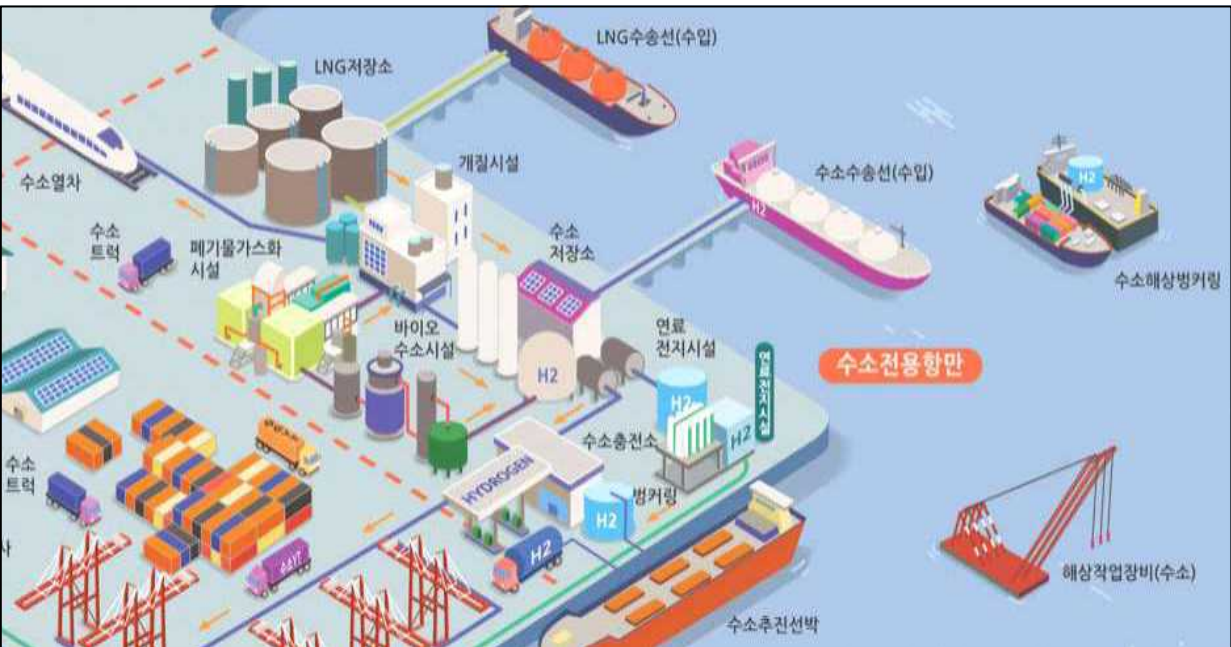 LNG수송선(수입)
LNG저장소
개질시설
수소수송선(수입)
H2
H2
수소열차
수소
트럭
폐기물가스화
시설
수소
저장소
수소해상벙커링
바이오
수소시설
연료
전지시설
연료전지시설
수소전용항만
H2
H2
H2
수소충전소
수소
트럭
HYDROGEN
벙커링
H2
H2
수소YT
해상작업장비(수소)
수소추진선박